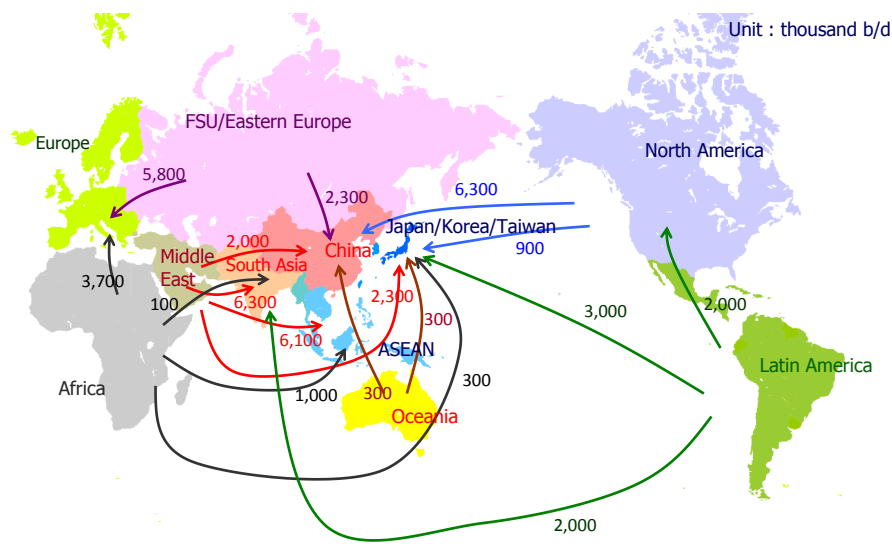 Unit : thousand b/d
FSU/Eastern Europe
Europe
North America
5,800
2,300
6,300
Japan/Korea/Taiwan
900
2,000
China
Middle
East
South Asia
3,700
100
6,300
2,300
3,000
2,000
300
6,100
ASEAN
Latin America
Africa
1,000
300
300
Oceania
2,000